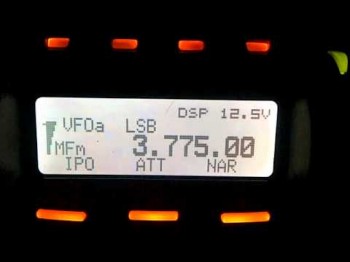 DSP 12.5V
VFOa LSB
MFm 3.775.00
IPO ATT NAR